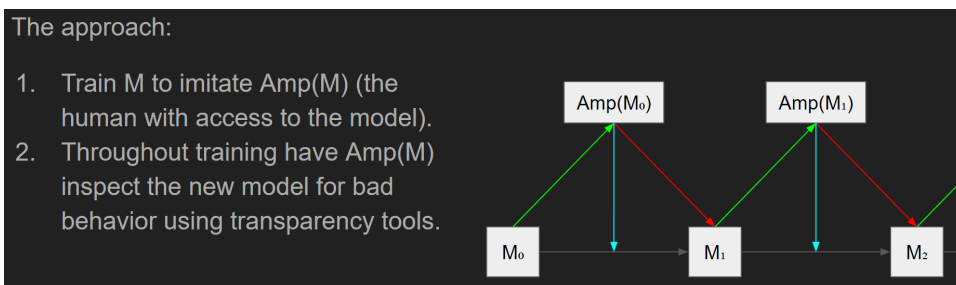 The approach:
1. Train M to imitate Amp(M) (the
human with access to the model).
2. Throughout training have Amp(M)
inspect the new model for bad
behavior using transparency tools.
Amp(M₀)
Amp(M₁)
M₀
M₁
M₂